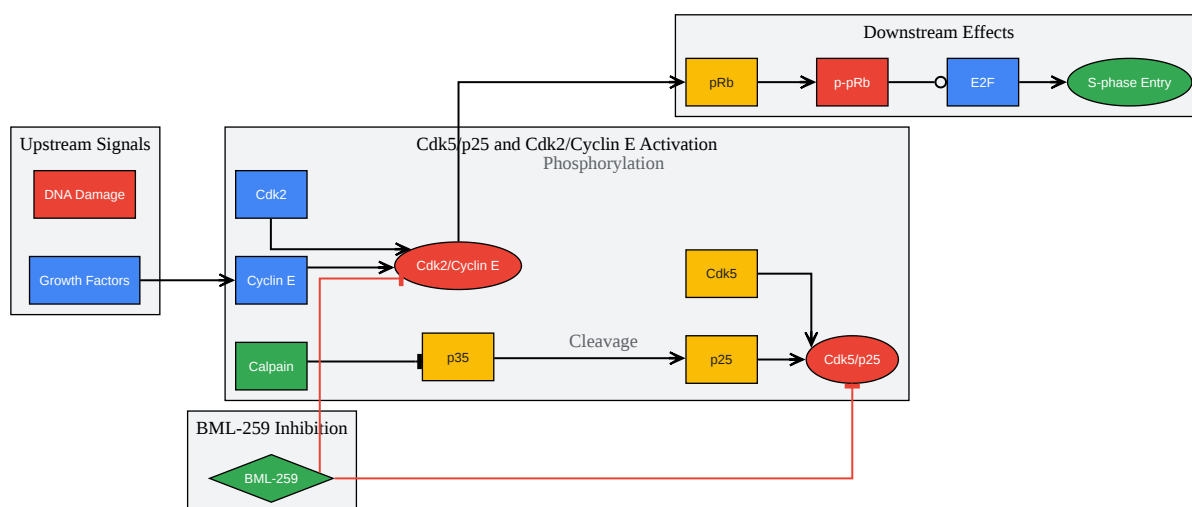 Downstream Effects
pRb
p-pRb
E2F
S-phase Entry
Upstream Signals
DNA Damage
Growth Factors
Cdk5/p25 and Cdk2/Cyclin E Activation
Phosphorylation
Cdk2
Cyclin E
Cdk2/Cyclin E
Cdk5
Calpain
p35
Cleavage
p25
Cdk5/p25
BML-259 Inhibition
BML-259